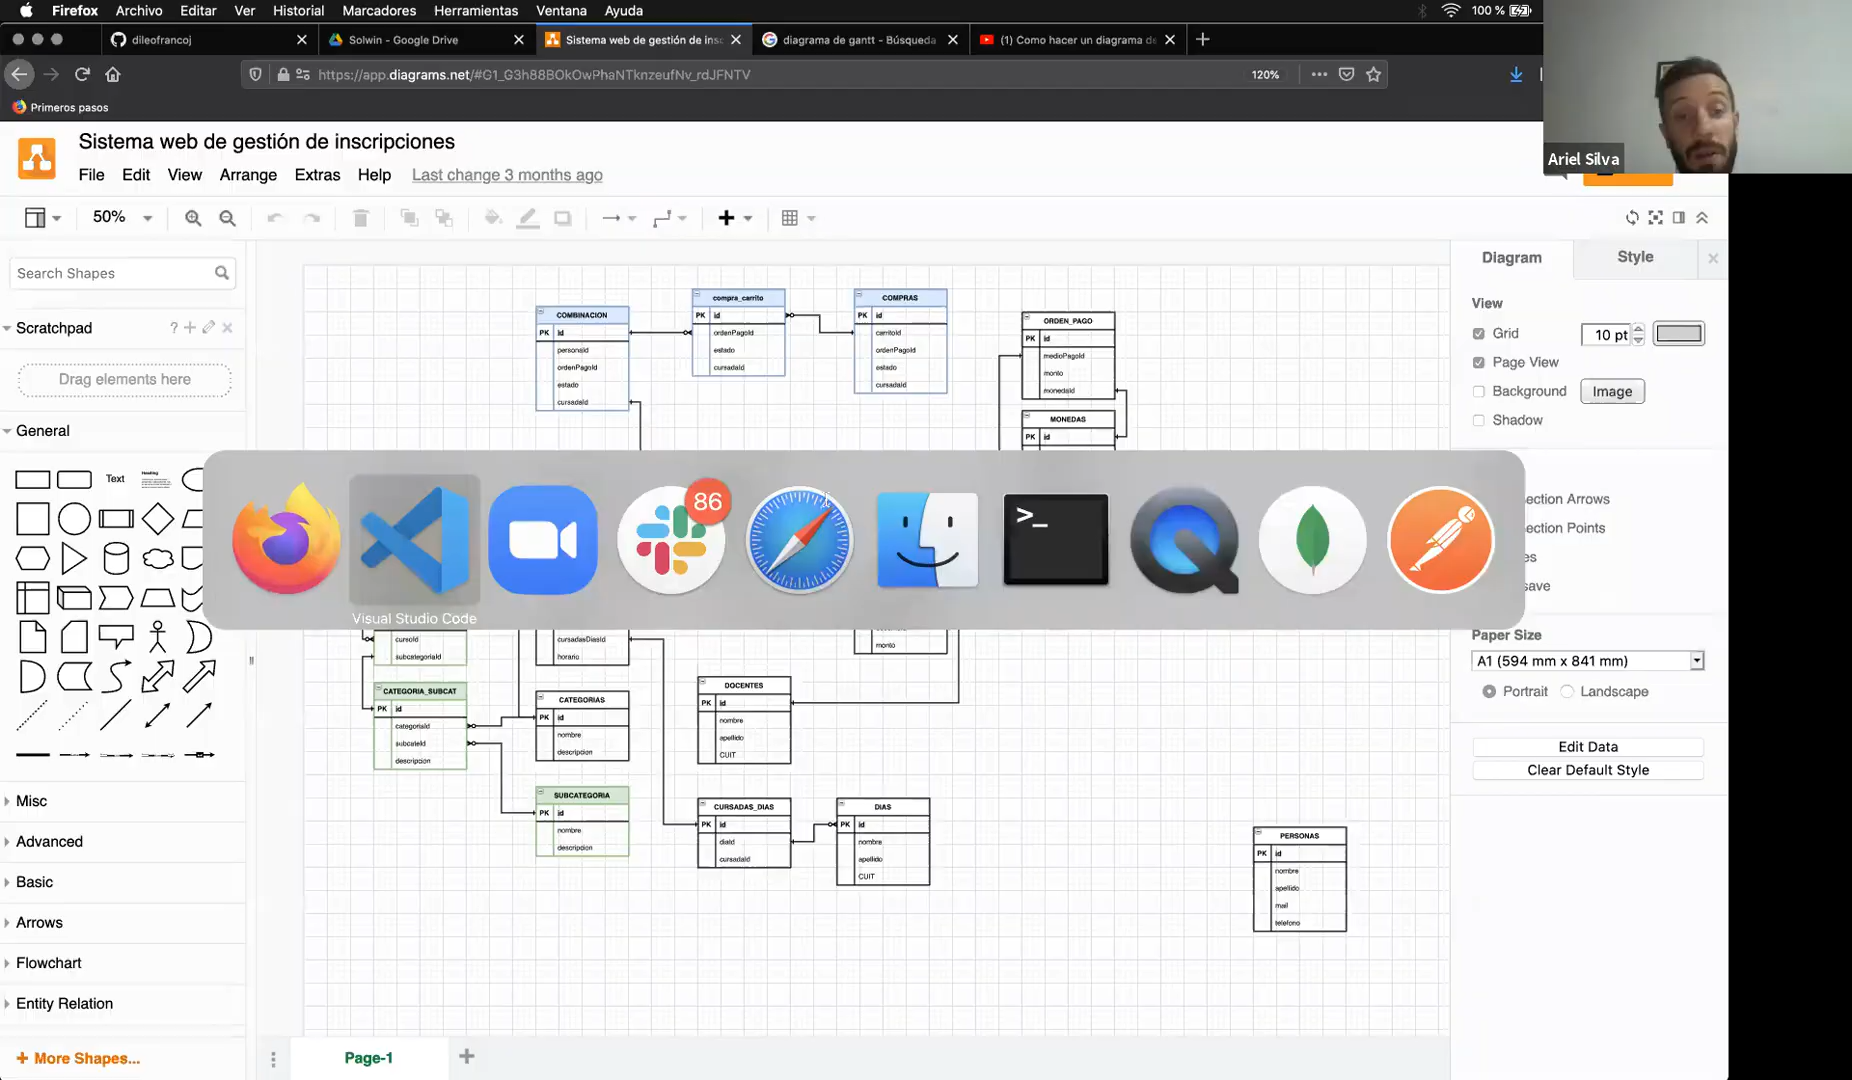 Firefox Archivo Editar Ver Historial Marcadores Herramientas Ventana Ayuda 100 %
dileofrancoj
Solwin - Google Drive
Sistema web de gestión de insc
diagrama de gantt - Búsqueda
(1) Como hacer un diagrama de
https://app.diagrams.net/#G1_G3h88BOkOwPhaNTknzeufNv_rdJFNTV
120%
Primeros pasos
Ariel Silva
Sistema web de gestión de inscripciones
File Edit View Arrange Extras Help Last change 3 months ago
50%
Search Shapes
Scratchpad
?
Drag elements here
General
Text
Heading
Misc
Advanced
Basic
Arrows
Flowchart
Entity Relation
+ More Shapes...
COMBINACION
PK id
personaId
ordenPagoId
estado
cursadaId
compra_carrito
PK id
ordenPagoId
estado
cursadaId
COMPRAS
PK id
carritoId
ordenPagoId
estado
cursadaId
ORDEN_PAGO
PK id
medioPagoId
monto
monedaId
MONEDAS
PK id
86
>_
Visual Studio Code
cursoId
subcategoriaId
cursadasDiasId
horario
monto
CATEGORIA_SUBCAT
PK id
categoriaId
subcateId
descripcion
CATEGORIAS
PK id
nombre
descripcion
DOCENTES
PK id
nombre
apellido
CUIT
SUBCATEGORIA
PK id
nombre
descripcion
CURSADAS_DIAS
PK id
diaId
cursadaId
DIAS
PK id
nombre
apellido
CUIT
PERSONAS
PK id
nombre
apellido
mail
telefono
Page-1
Diagram Style
View
Grid 10 pt
Page View
Background Image
Shadow
ection Arrows
ection Points
es
save
Paper Size
A1 (594 mm x 841 mm)
Portrait Landscape
Edit Data
Clear Default Style